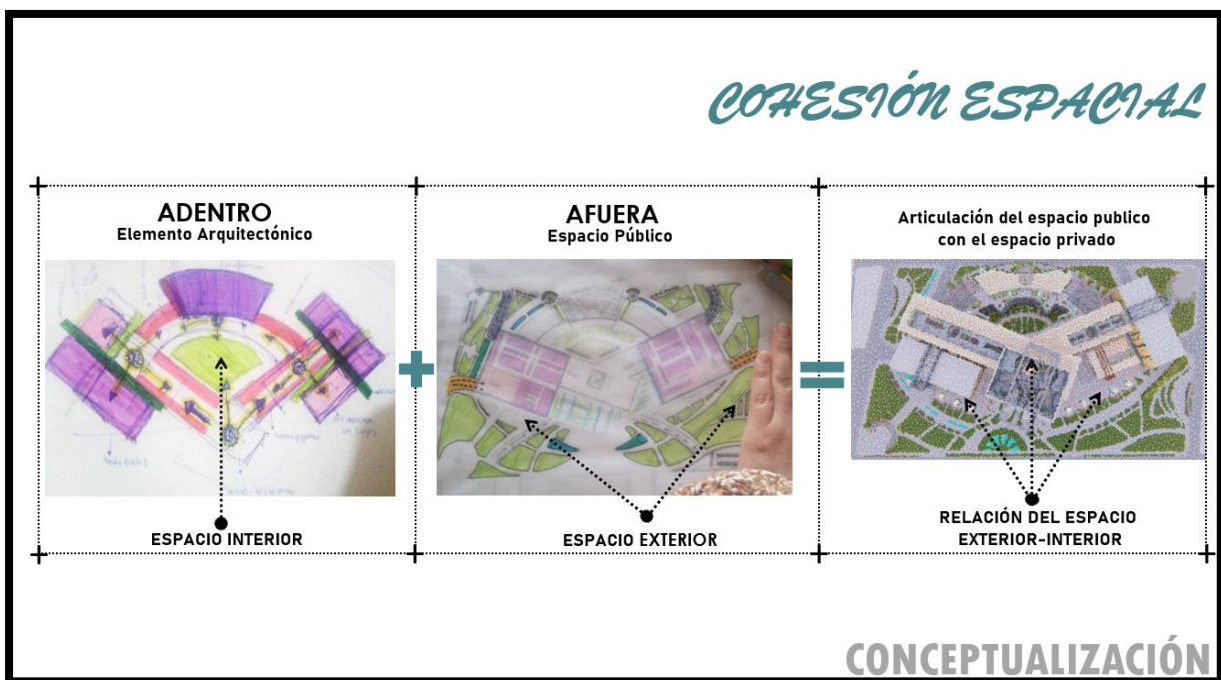 COHESIÓN ESPACIAL
ADENTRO
Elemento Arquitectónico
ESPACIO INTERIOR
+
AFUERA
Espacio Público
ESPACIO EXTERIOR
=
Articulación del espacio publico
con el espacio privado
RELACIÓN DEL ESPACIO
EXTERIOR-INTERIOR
CONCEPTUALIZACIÓN